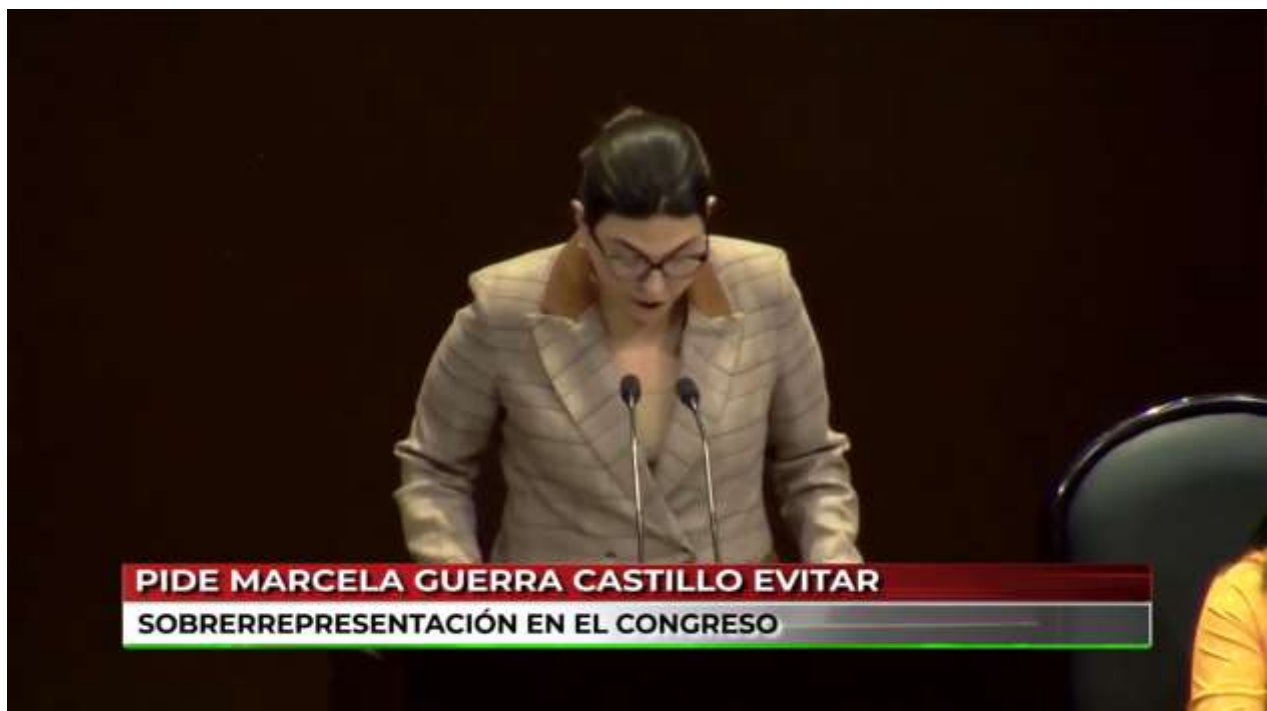 PIDE MARCELA GUERRA CASTILLO EVITAR
SOBRERREPRESENTACIÓN EN EL CONGRESO